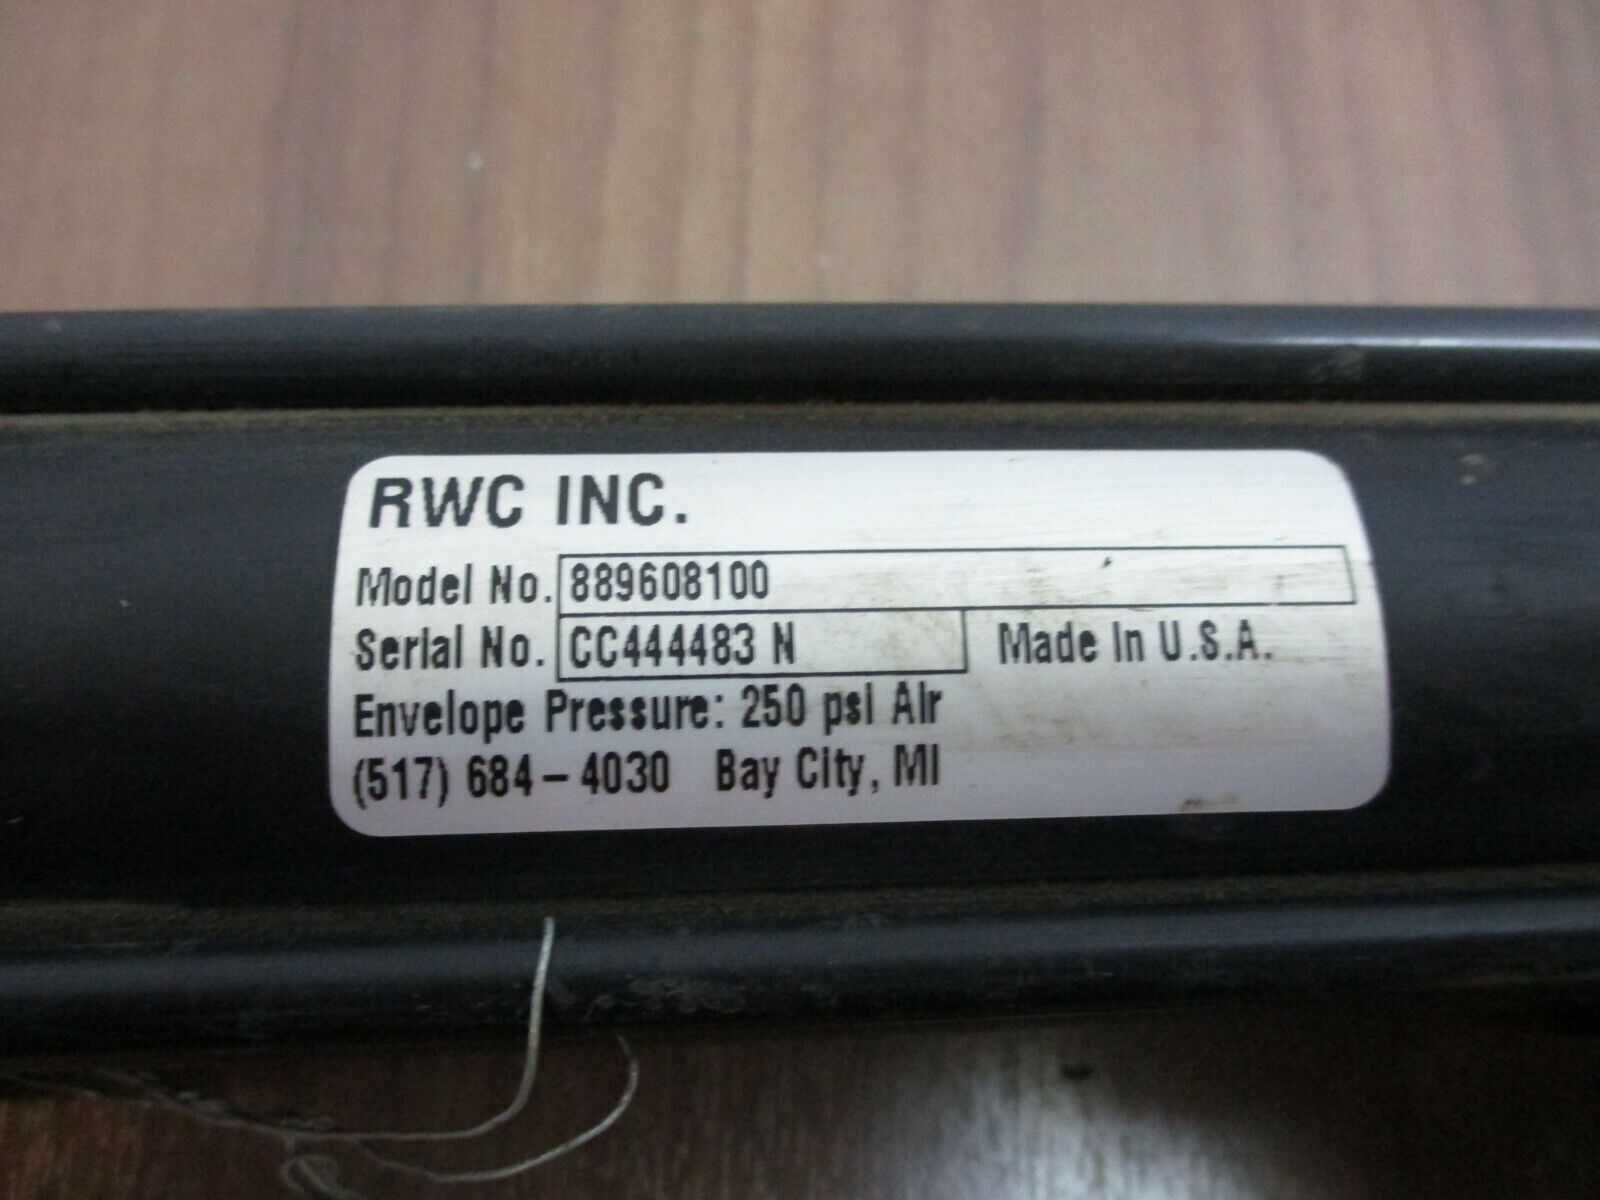 RWC INC.
Model No. 889608100
Serial No. CC444483 N Made In U.S.A.
Envelope Pressure: 250 psi Air
(517) 684-4030 Bay City, MI